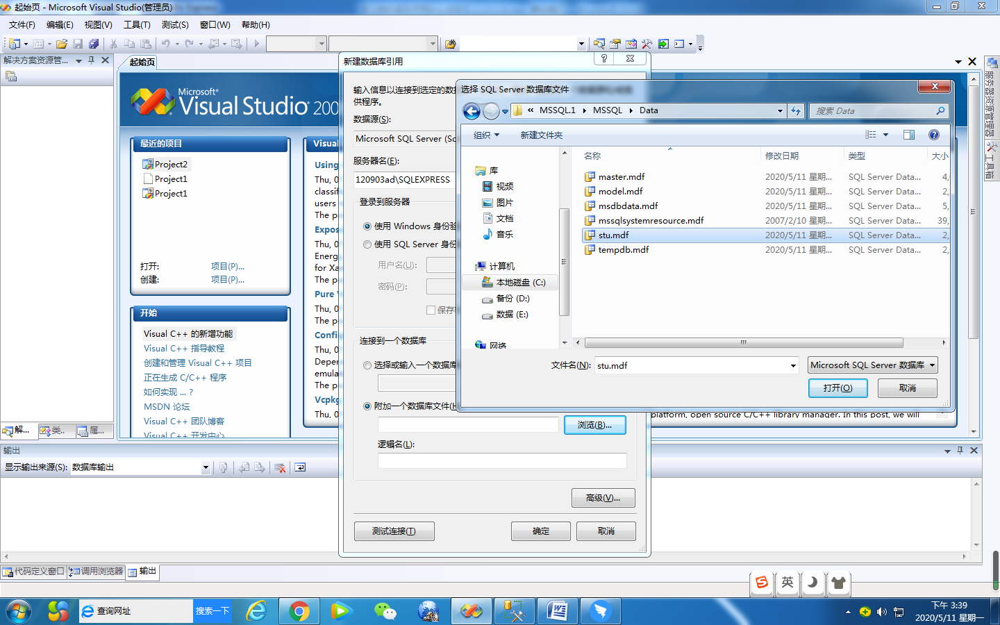 起始页 - Microsoft Visual Studio(管理员)
文件(F) 编辑(E) 视图(V) 工具(T) 测试(S) 窗口(W) 帮助(H)
解决方案资源管...
起始页
Microsoft®
Visual Studio® 200
最近的项目
Project2
Project1
Project1
打开: 项目(P)...
创建: 项目(P)...
开始
Visual C++ 的新增功能
Visual C++ 指导教程
创建和管理 Visual C++ 项目
正在生成 C/C++ 程序
如何实现 ... ?
MSDN 论坛
Visual C++ 团队博客
Visual C++ 开发中心
Visual
Using
Thu, 0
classif
users
The po
Expos
Thu, 0
Energ
for Xa
The po
Pure V
Thu, 0
The po
Config
Thu, 0
Depen
emula
The po
Vcpkg
Thu, 0
platform, open source C/C++ library manager. In this post, we will
新建数据库引用
输入信息以连接到选定的数据
供程序。
数据源(S):
Microsoft SQL Server (Sc
服务器名(E):
120903ad\SQLEXPRESS
登录到服务器
使用 Windows 身份验
使用 SQL Server 身份
用户名(U):
密码(P):
保存
连接到一个数据库
选择或输入一个数据库
附加一个数据库文件(H
浏览(B)...
逻辑名(L):
高级(V)...
测试连接(T) 确定 取消
选择 SQL Server 数据库文件
« MSSQL.1 MSSQL Data
搜索 Data
组织 新建文件夹
库
视频
图片
文档
音乐
计算机
本地磁盘 (C:)
备份 (D:)
数据 (E:)
网络
名称 修改日期 类型 大小
master.mdf 2020/5/11 星期... SQL Server Data... 4,
model.mdf 2020/5/11 星期... SQL Server Data... 2,
msdbdata.mdf 2020/5/11 星期... SQL Server Data... 5,
mssqlsystemresource.mdf 2007/2/10 星期... SQL Server Data... 39,
stu.mdf 2020/5/11 星期... SQL Server Data... 2,
tempdb.mdf 2020/5/11 星期... SQL Server Data... 2,
文件名(N): stu.mdf
Microsoft SQL Server 数据库
打开(O) 取消
服务器资源管理器
工具箱
解... 类... 属...
输出
显示输出来源(S): 数据库输出
代码定义窗口 调用浏览器 输出
英
查询网址 搜索一下
下午 3:39
2020/5/11 星期一